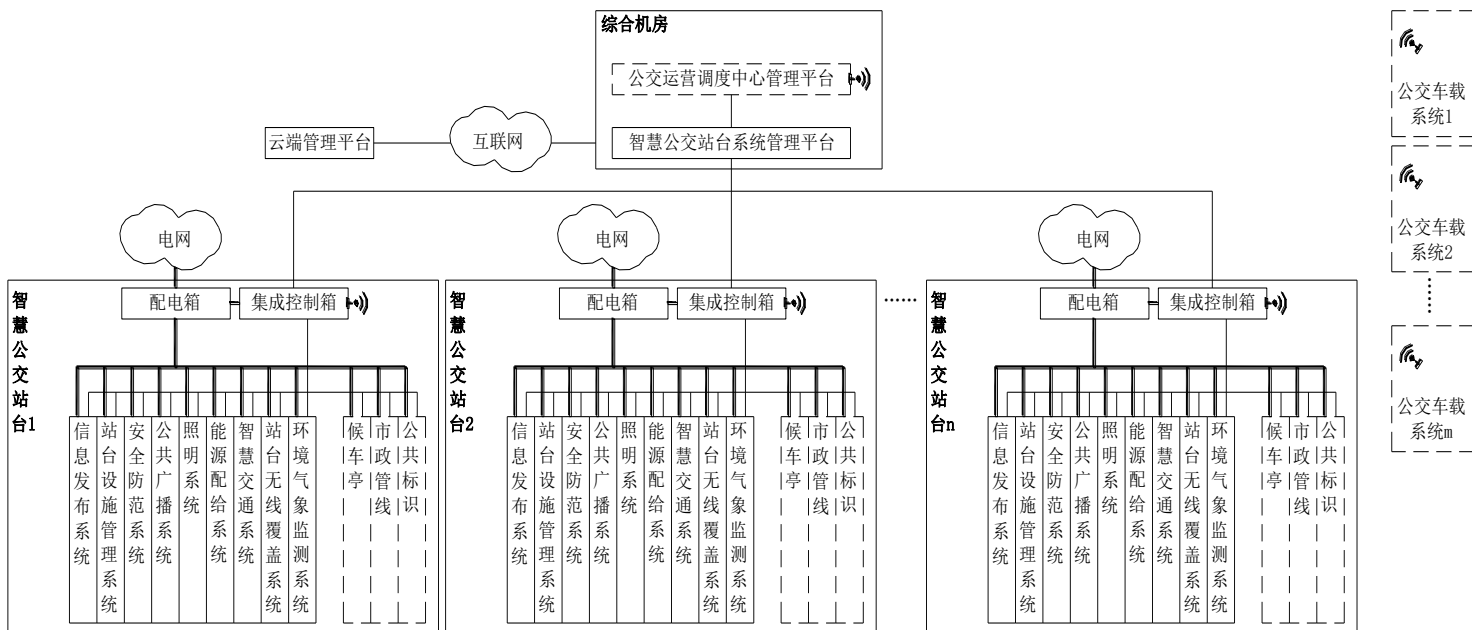 综合机房
公交运营调度中心管理平台
云端管理平台
互联网
智慧公交站台系统管理平台
电网
配电箱
集成控制箱
智慧公交站台1
信息发布系统
站台设施管理系统
安全防范系统
公共广播系统
照明系统
能源配给系统
智慧交通系统
站台无线覆盖系统
环境气象监测系统
候车亭
市政管线
公共标识
电网
配电箱
集成控制箱
智慧公交站台2
信息发布系统
站台设施管理系统
安全防范系统
公共广播系统
照明系统
能源配给系统
智慧交通系统
站台无线覆盖系统
环境气象监测系统
候车亭
市政管线
公共标识
……
电网
配电箱
集成控制箱
智慧公交站台n
信息发布系统
站台设施管理系统
安全防范系统
公共广播系统
照明系统
能源配给系统
智慧交通系统
站台无线覆盖系统
环境气象监测系统
候车亭
市政管线
公共标识
公交车载
系统1
公交车载
系统2
……
公交车载
系统m